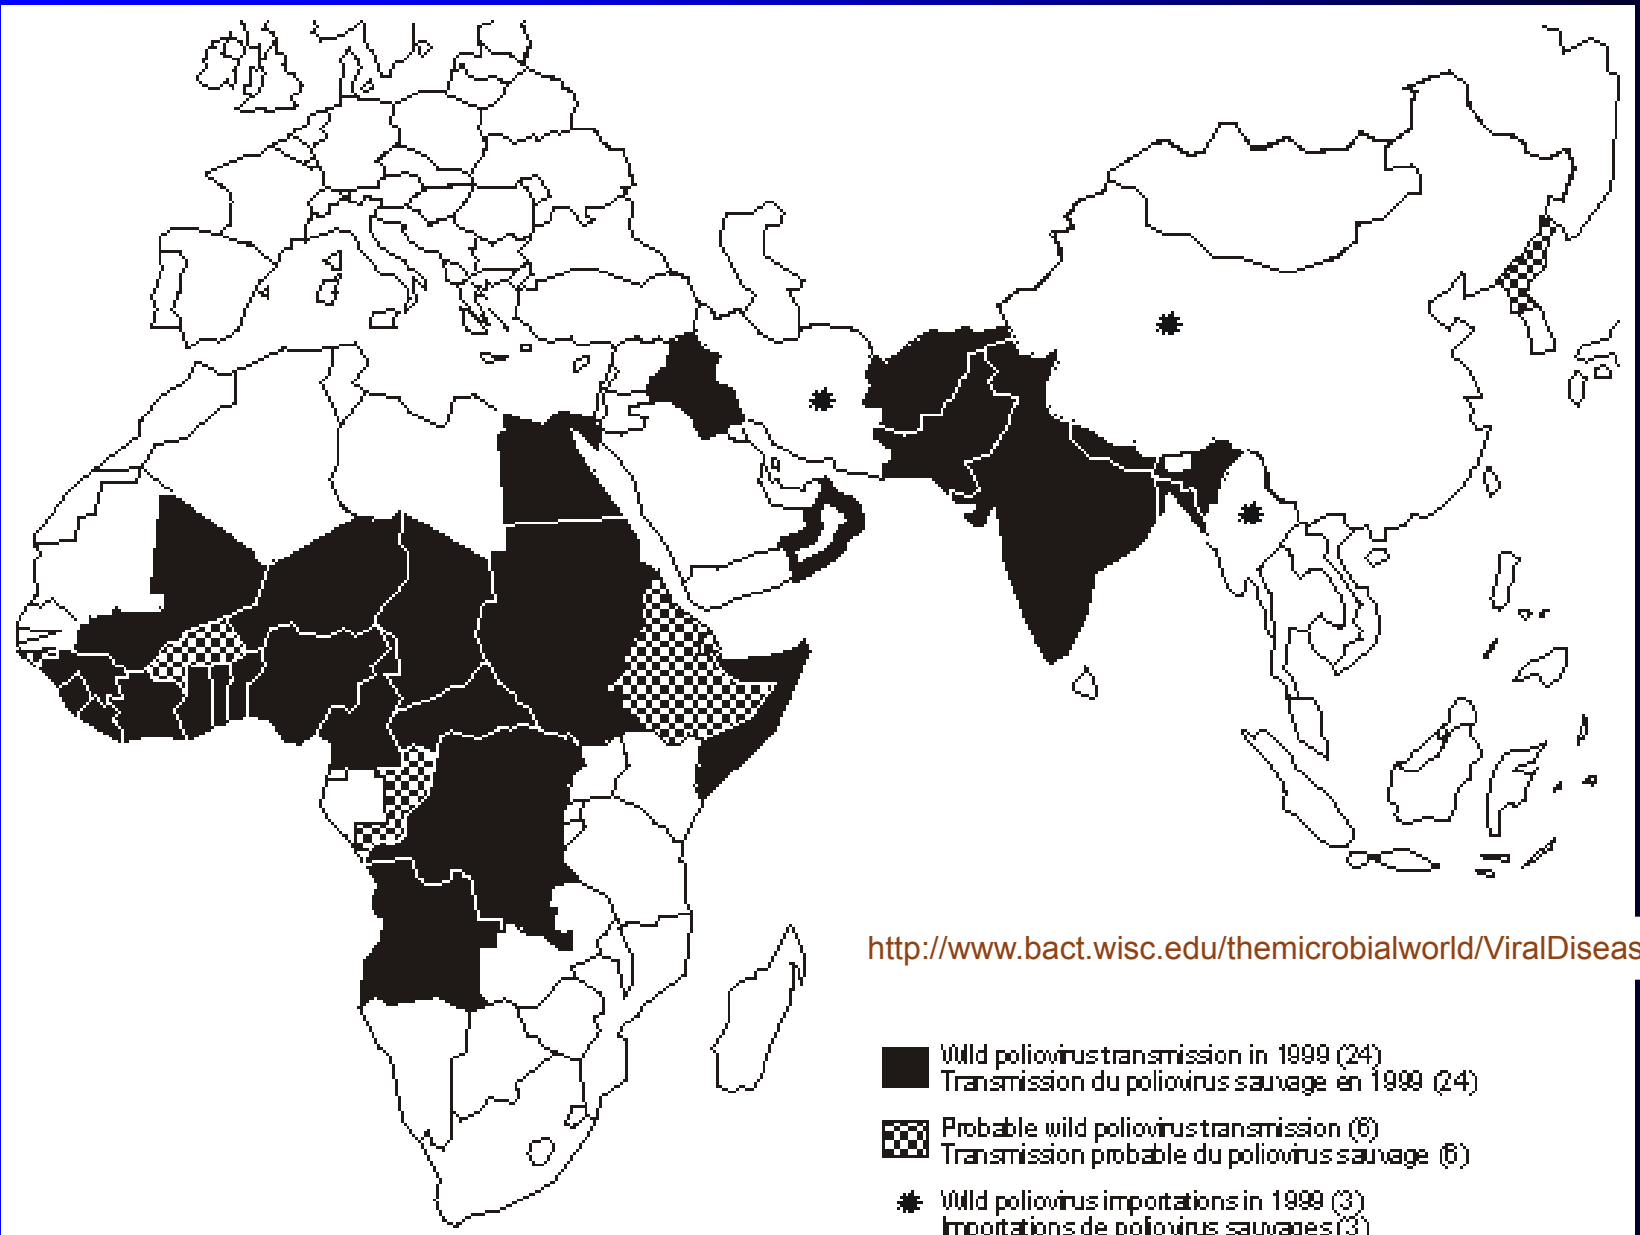 http://www.bact.wisc.edu/themicrobialworld/ViralDiseas
Wild poliovirus transmission in 1999 (24)
Transmission du poliovirus sauvage en 1999 (24)
Probable wild poliovirus transmission (6)
Transmission probable du poliovirus sauvage (6)
Wild poliovirus importations in 1999 (3)
Importations de poliovirus sauvages (3)